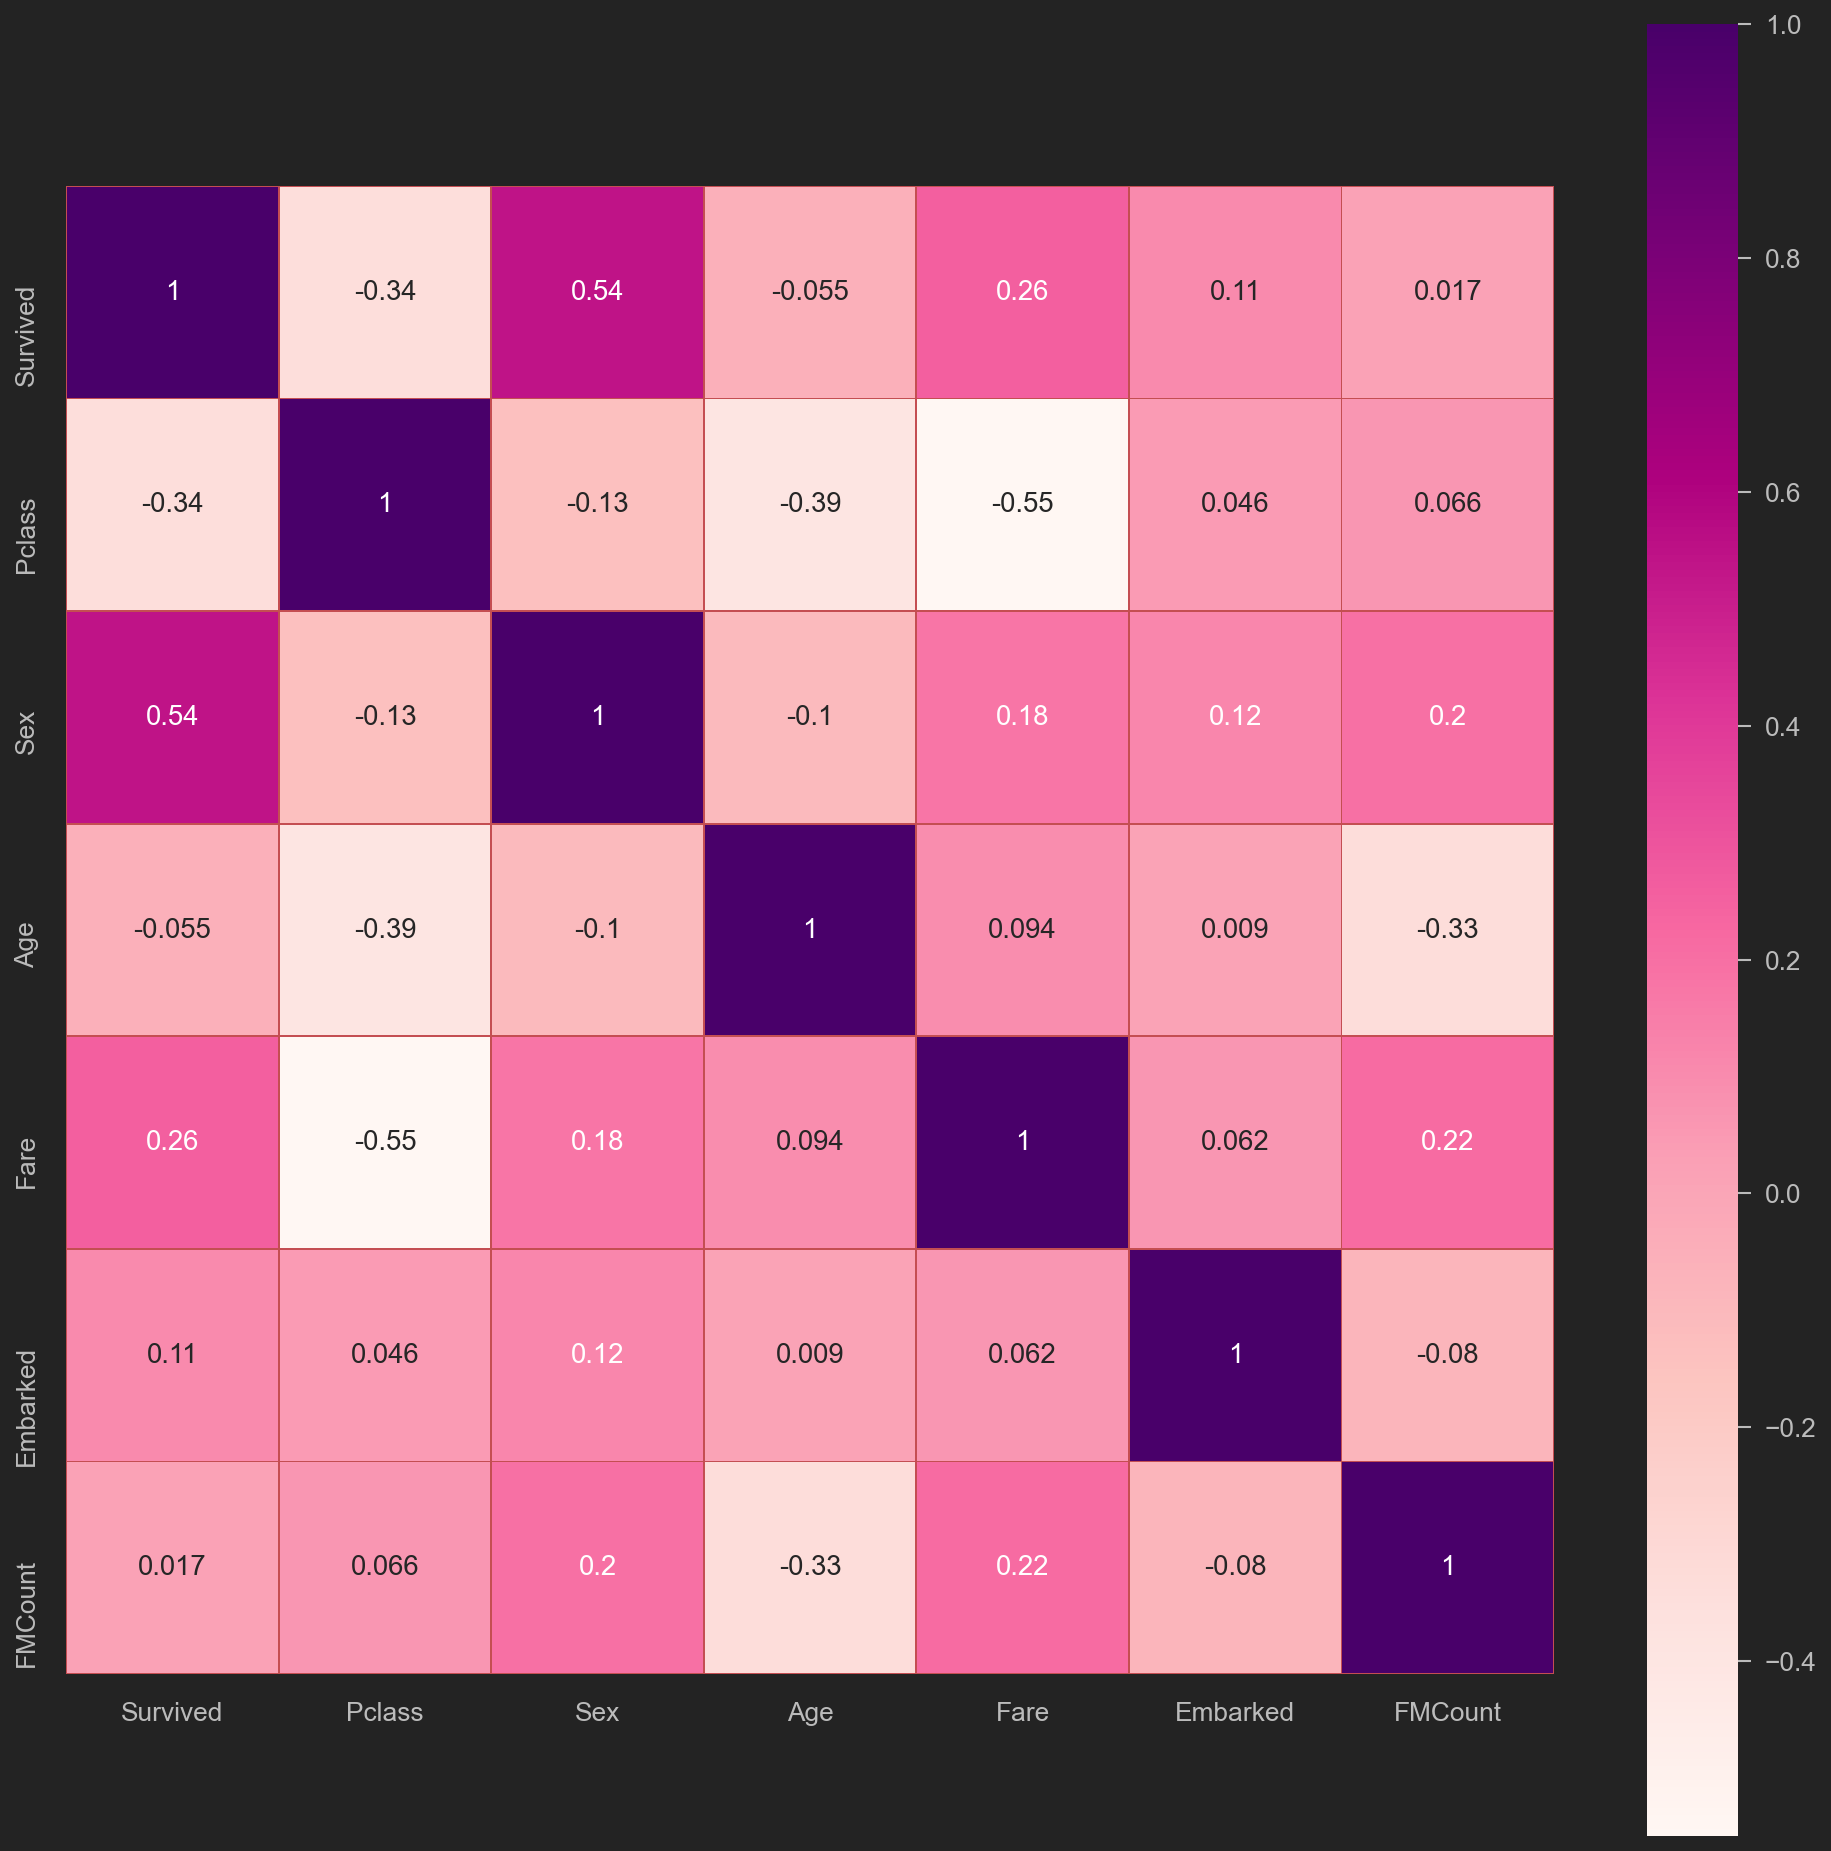 1.0
0.8
0.6
0.4
0.2
0.0
−0.2
−0.4
Survived 1 -0.34 0.54 -0.055 0.26 0.11 0.017
Pclass -0.34 1 -0.13 -0.39 -0.55 0.046 0.066
Sex 0.54 -0.13 1 -0.1 0.18 0.12 0.2
Age -0.055 -0.39 -0.1 1 0.094 0.009 -0.33
Fare 0.26 -0.55 0.18 0.094 1 0.062 0.22
Embarked 0.11 0.046 0.12 0.009 0.062 1 -0.08
FMCount 0.017 0.066 0.2 -0.33 0.22 -0.08 1
Survived Pclass Sex Age Fare Embarked FMCount